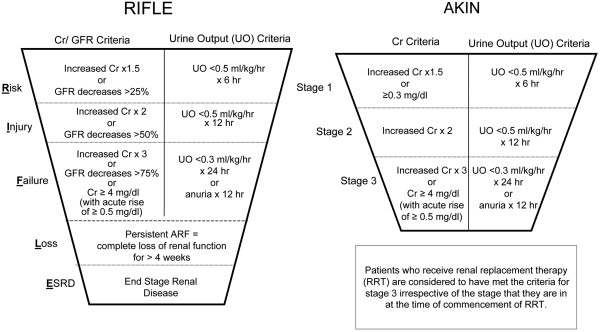 RIFLE
Cr/ GFR Criteria
Urine Output (UO) Criteria
Risk
Increased Cr x1.5
or
GFR decreases >25%
UO <0.5 ml/kg/hr
x 6 hr
Injury
Increased Cr x 2
or
GFR decreases >50%
UO <0.5 ml/kg/hr
x 12 hr
Failure
Increased Cr x 3
or
GFR decreases >75%
or
Cr ≥ 4 mg/dl
(with acute rise
of ≥ 0.5 mg/dl)
UO <0.3 ml/kg/hr
x 24 hr
or
anuria x 12 hr
Loss
Persistent ARF =
complete loss of renal function
for > 4 weeks
ESRD
End Stage Renal
Disease
AKIN
Cr Criteria
Urine Output (UO) Criteria
Stage 1
Increased Cr x1.5
or
≥0.3 mg/dl
UO <0.5 ml/kg/hr
x 6 hr
Stage 2
Increased Cr x 2
UO <0.5 ml/kg/hr
x 12 hr
Stage 3
Increased Cr x 3
or
Cr ≥ 4 mg/dl
(with acute rise
of ≥ 0.5 mg/dl)
UO <0.3 ml/kg/hr
x 24 hr
or
anuria x 12 hr
Patients who receive renal replacement therapy
(RRT) are considered to have met the criteria for
stage 3 irrespective of the stage that they are in
at the time of commencement of RRT.